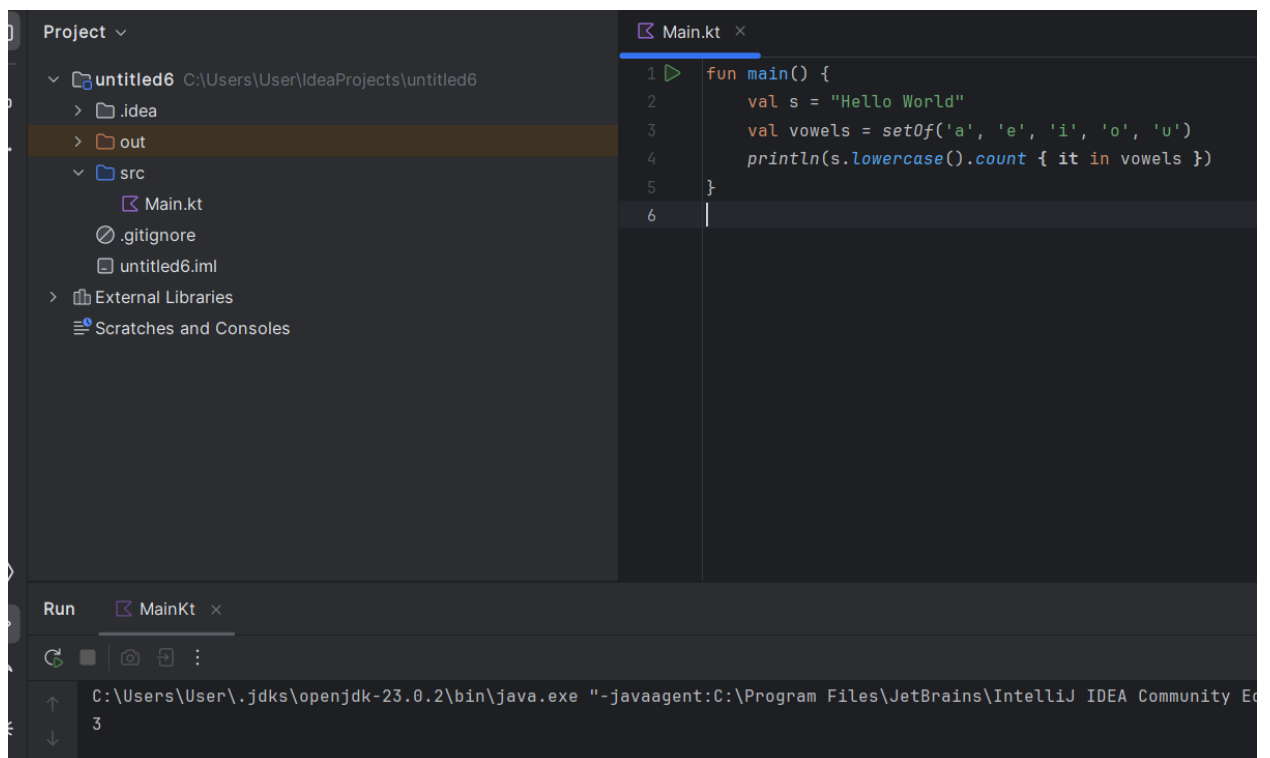 Project
untitled6 C:\Users\User\IdeaProjects\untitled6
.idea
out
src
Main.kt
.gitignore
untitled6.iml
External Libraries
Scratches and Consoles
Main.kt
1 fun main() {
2 val s = "Hello World"
3 val vowels = setOf('a', 'e', 'i', 'o', 'u')
4 println(s.lowercase().count { it in vowels })
5 }
6
Run MainKt
C:\Users\User\.jdks\openjdk-23.0.2\bin\java.exe "-javaagent:C:\Program Files\JetBrains\IntelliJ IDEA Community
3